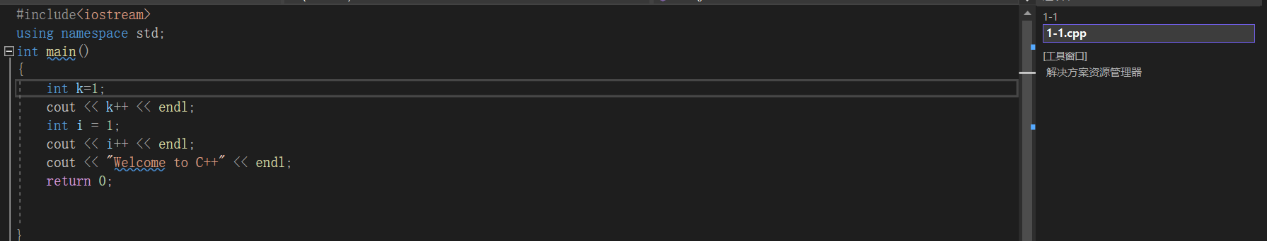 #include<iostream>
using namespace std;
int main()
{
int k=1;
cout << k++ << endl;
int i = 1;
cout << i++ << endl;
cout << "Welcome to C++" << endl;
return 0;
}
1-1
1-1.cpp
[工具窗口]
解决方案资源管理器